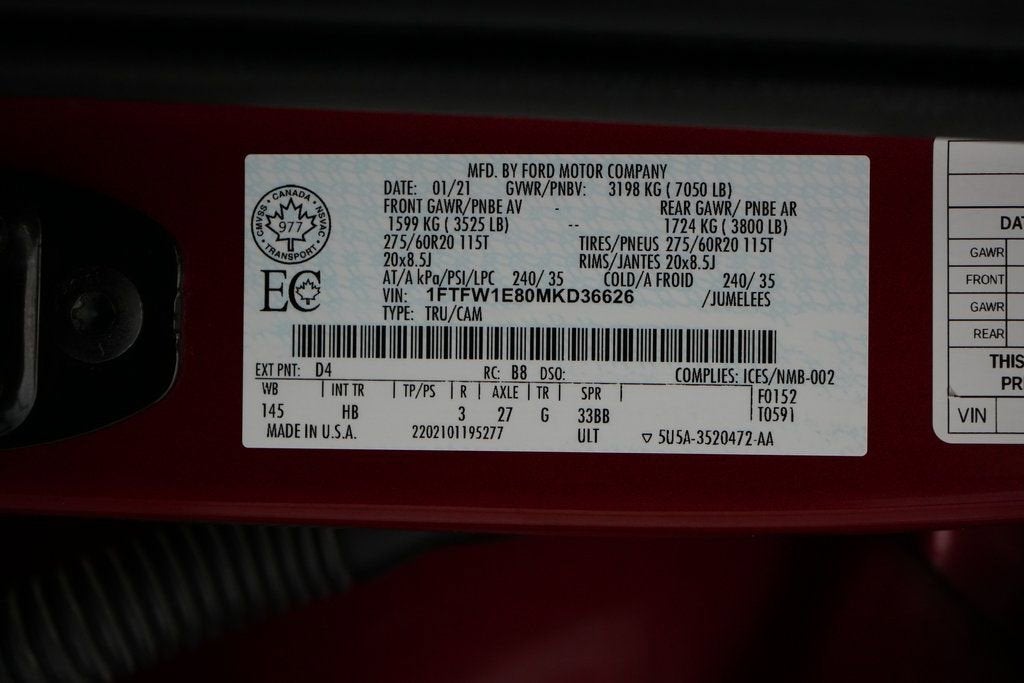 MFD. BY FORD MOTOR COMPANY
DATE: 01/21 GVWR/PNBV: 3198 KG ( 7050 LB)
FRONT GAWR/PNBE AV - REAR GAWR/ PNBE AR
1599 KG ( 3525 LB) -- 1724 KG ( 3800 LB)
275/60R20 115T TIRES/PNEUS 275/60R20 115T
20x8.5J RIMS/JANTES 20x8.5J
AT/A kPa/PSI/LPC 240/ 35 COLD/A FROID 240/ 35
VIN: 1FTFW1E80MKD36626 /JUMELEES
TYPE: TRU/CAM
CANADA
CMVSS - NSVAC
977
TRANSPORT
EC
EXT PNT: D4 RC: B8 DSO: COMPLIES: ICES/NMB-002
WB | INT TR | TP/PS | R | AXLE | TR | SPR | F0152
145 HB 3 27 G 33BB T0591
MADE IN U.S.A. 2202101195277 ULT ▽ 5U5A-3520472-AA
DA
GAWR
FRONT
GAWR
REAR
THIS
PR
VIN